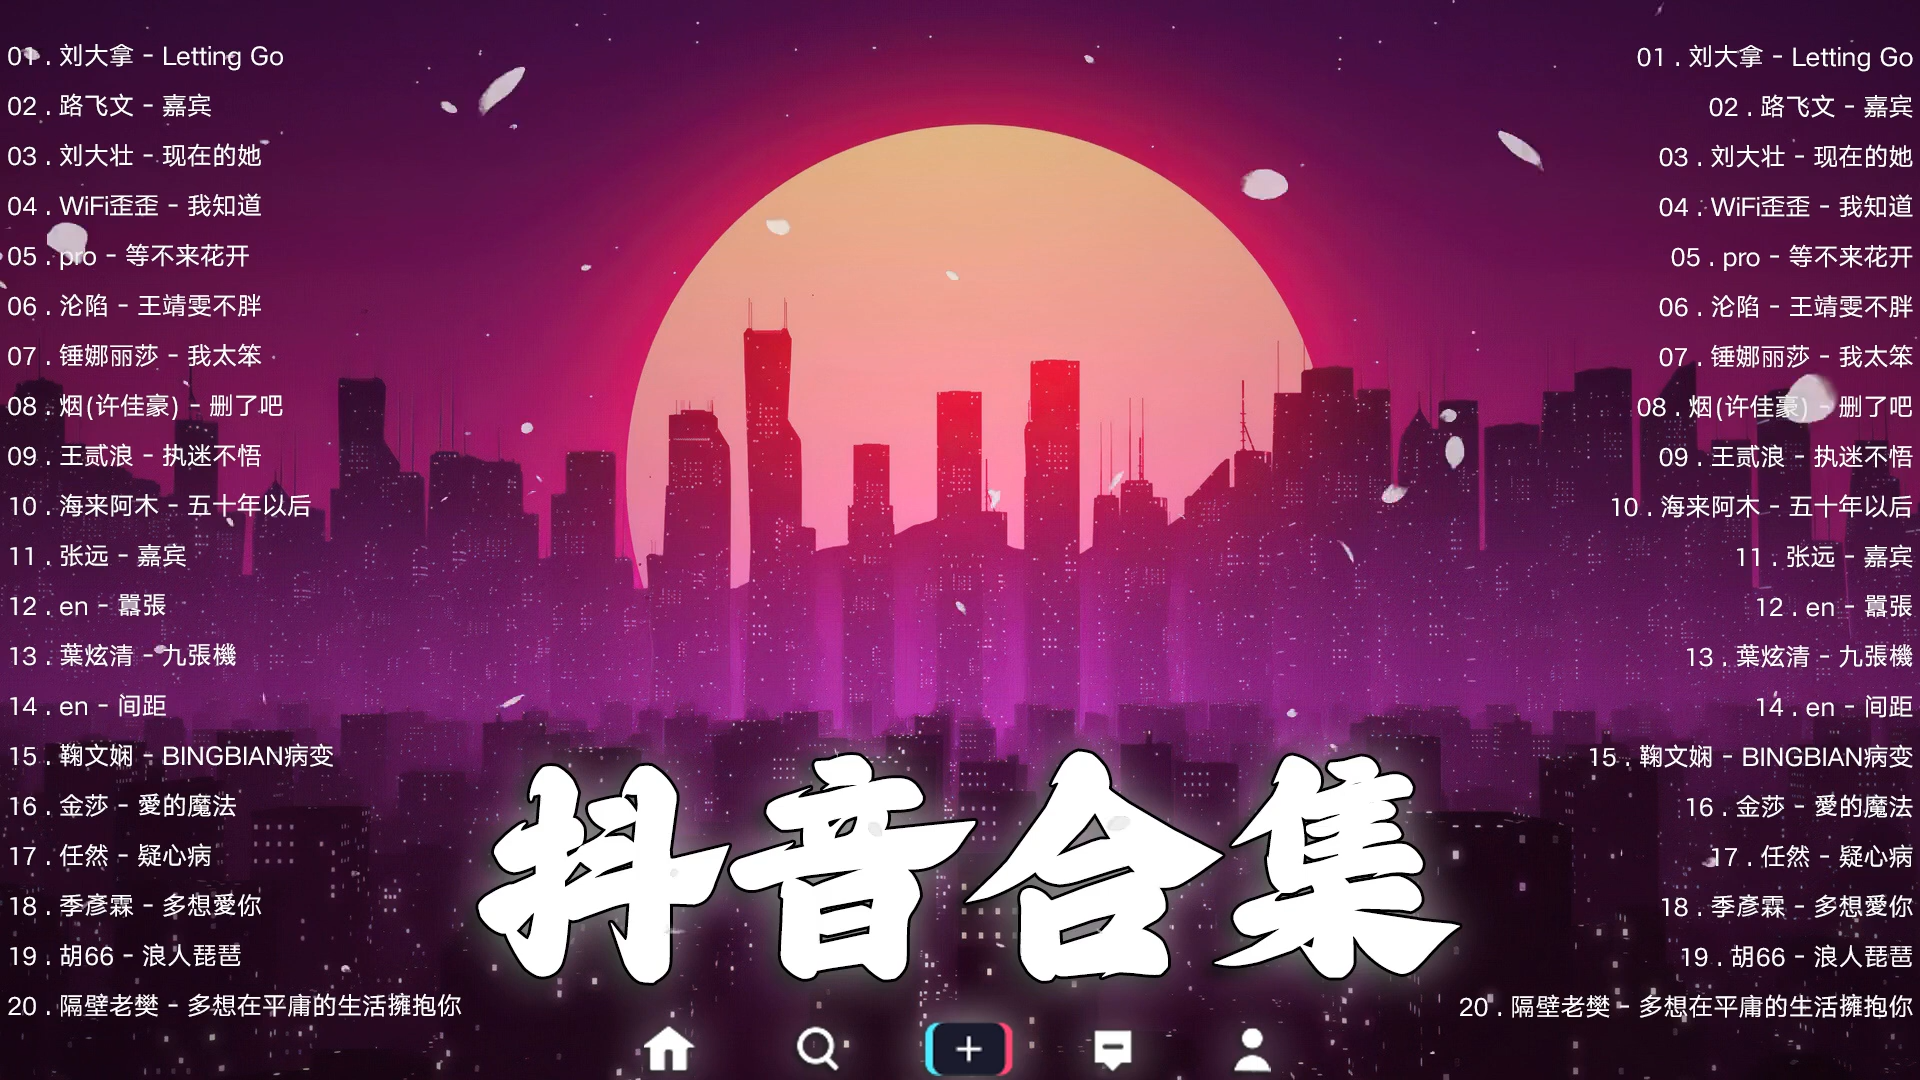 01 . 刘大拿 - Letting Go
02 . 路飞文 - 嘉宾
03 . 刘大壮 - 现在的她
04 . WiFi歪歪 - 我知道
05 . pro - 等不来花开
06 . 沦陷 - 王靖雯不胖
07 . 锤娜丽莎 - 我太笨
08 . 烟(许佳豪) - 删了吧
09 . 王贰浪 - 执迷不悟
10 . 海来阿木 - 五十年以后
11 . 张远 - 嘉宾
12 . en - 囂張
13 . 葉炫清 - 九張機
14 . en - 间距
15 . 鞠文娴 - BINGBIAN病变
16 . 金莎 - 愛的魔法
17 . 任然 - 疑心病
18 . 季彥霖 - 多想愛你
19 . 胡66 - 浪人琵琶
20 . 隔壁老樊 - 多想在平庸的生活擁抱你
抖音合集
01 . 刘大拿 - Letting Go
02 . 路飞文 - 嘉宾
03 . 刘大壮 - 现在的她
04 . WiFi歪歪 - 我知道
05 . pro - 等不来花开
06 . 沦陷 - 王靖雯不胖
07 . 锤娜丽莎 - 我太笨
08 . 烟(许佳豪) - 删了吧
09 . 王贰浪 - 执迷不悟
10 . 海来阿木 - 五十年以后
11 . 张远 - 嘉宾
12 . en - 囂張
13 . 葉炫清 - 九張機
14 . en - 间距
15 . 鞠文娴 - BINGBIAN病变
16 . 金莎 - 愛的魔法
17 . 任然 - 疑心病
18 . 季彥霖 - 多想愛你
19 . 胡66 - 浪人琵琶
20 . 隔壁老樊 - 多想在平庸的生活擁抱你